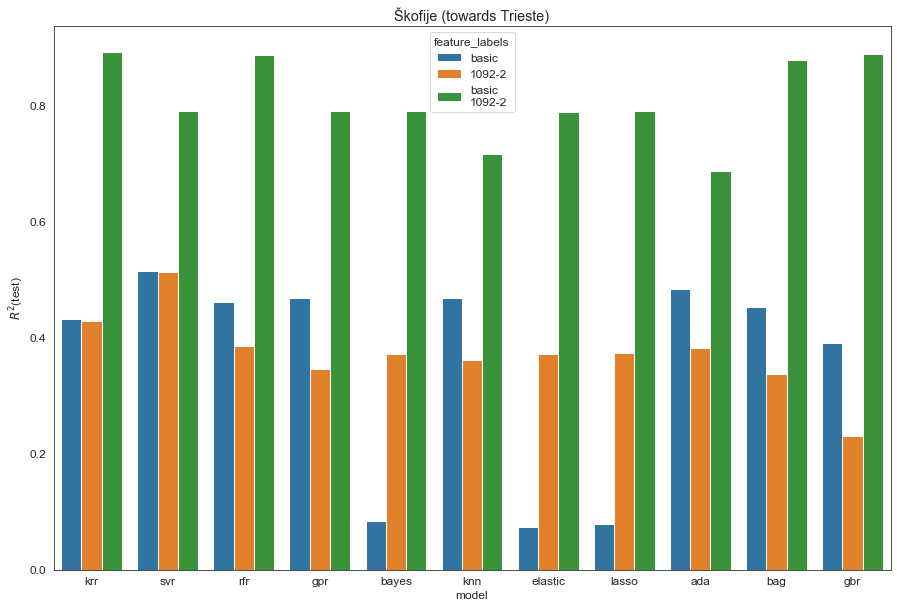 Škofije (towards Trieste)
feature_labels
basic
1092-2
basic
1092-2
R²(test)
0.8
0.6
0.4
0.2
0.0
krr svr rfr gpr bayes knn elastic lasso ada bag gbr
model